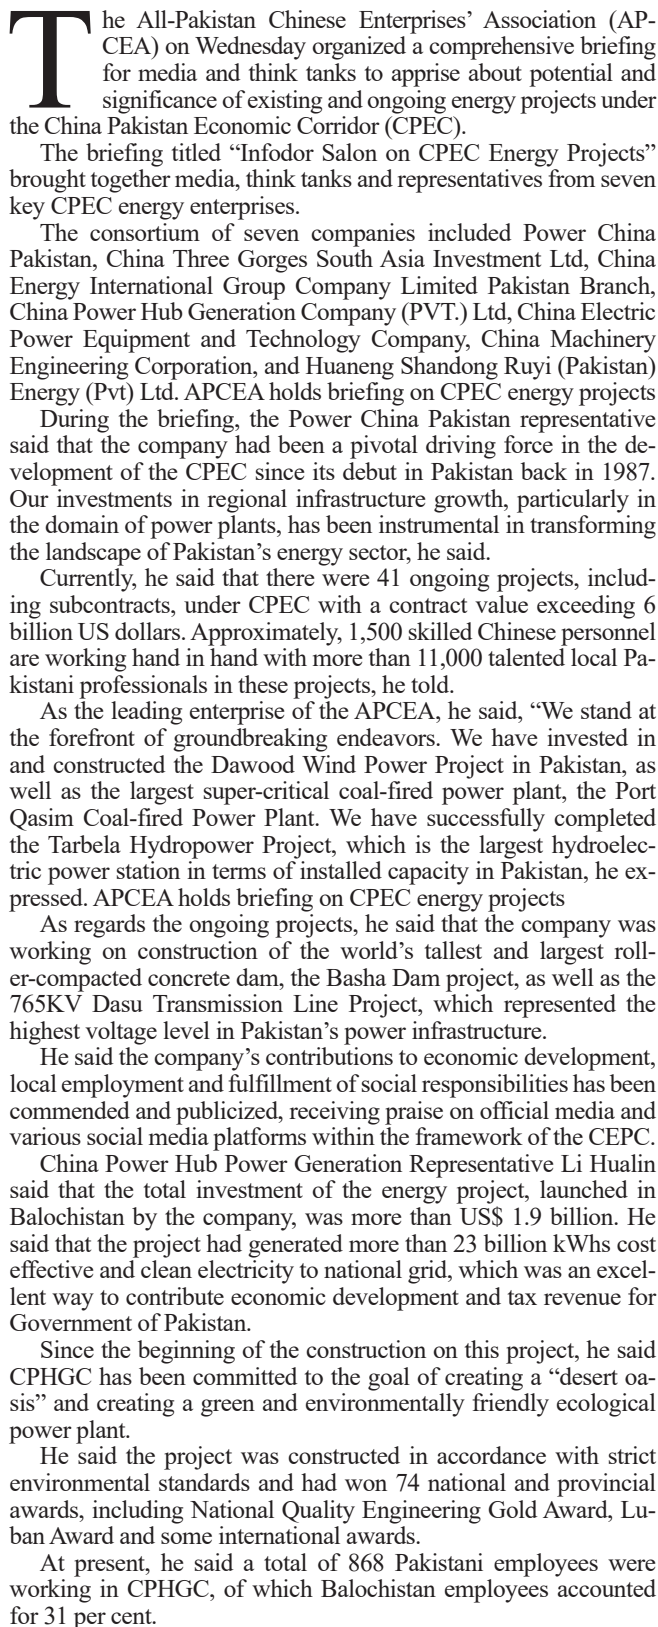 The All-Pakistan Chinese Enterprises’ Association (AP-
CEA) on Wednesday organized a comprehensive briefing
for media and think tanks to apprise about potential and
significance of existing and ongoing energy projects under
the China Pakistan Economic Corridor (CPEC).
The briefing titled “Infodor Salon on CPEC Energy Projects”
brought together media, think tanks and representatives from seven
key CPEC energy enterprises.
The consortium of seven companies included Power China
Pakistan, China Three Gorges South Asia Investment Ltd, China
Energy International Group Company Limited Pakistan Branch,
China Power Hub Generation Company (PVT.) Ltd, China Electric
Power Equipment and Technology Company, China Machinery
Engineering Corporation, and Huaneng Shandong Ruyi (Pakistan)
Energy (Pvt) Ltd. APCEA holds briefing on CPEC energy projects
During the briefing, the Power China Pakistan representative
said that the company had been a pivotal driving force in the de-
velopment of the CPEC since its debut in Pakistan back in 1987.
Our investments in regional infrastructure growth, particularly in
the domain of power plants, has been instrumental in transforming
the landscape of Pakistan’s energy sector, he said.
Currently, he said that there were 41 ongoing projects, includ-
ing subcontracts, under CPEC with a contract value exceeding 6
billion US dollars. Approximately, 1,500 skilled Chinese personnel
are working hand in hand with more than 11,000 talented local Pa-
kistani professionals in these projects, he told.
As the leading enterprise of the APCEA, he said, “We stand at
the forefront of groundbreaking endeavors. We have invested in
and constructed the Dawood Wind Power Project in Pakistan, as
well as the largest super-critical coal-fired power plant, the Port
Qasim Coal-fired Power Plant. We have successfully completed
the Tarbela Hydropower Project, which is the largest hydroelec-
tric power station in terms of installed capacity in Pakistan, he ex-
pressed. APCEA holds briefing on CPEC energy projects
As regards the ongoing projects, he said that the company was
working on construction of the world’s tallest and largest roll-
er-compacted concrete dam, the Basha Dam project, as well as the
765KV Dasu Transmission Line Project, which represented the
highest voltage level in Pakistan’s power infrastructure.
He said the company’s contributions to economic development,
local employment and fulfillment of social responsibilities has been
commended and publicized, receiving praise on official media and
various social media platforms within the framework of the CEPC.
China Power Hub Power Generation Representative Li Hualin
said that the total investment of the energy project, launched in
Balochistan by the company, was more than US$ 1.9 billion. He
said that the project had generated more than 23 billion kWhs cost
effective and clean electricity to national grid, which was an excel-
lent way to contribute economic development and tax revenue for
Government of Pakistan.
Since the beginning of the construction on this project, he said
CPHGC has been committed to the goal of creating a “desert oa-
sis” and creating a green and environmentally friendly ecological
power plant.
He said the project was constructed in accordance with strict
environmental standards and had won 74 national and provincial
awards, including National Quality Engineering Gold Award, Lu-
ban Award and some international awards.
At present, he said a total of 868 Pakistani employees were
working in CPHGC, of which Balochistan employees accounted
for 31 per cent.